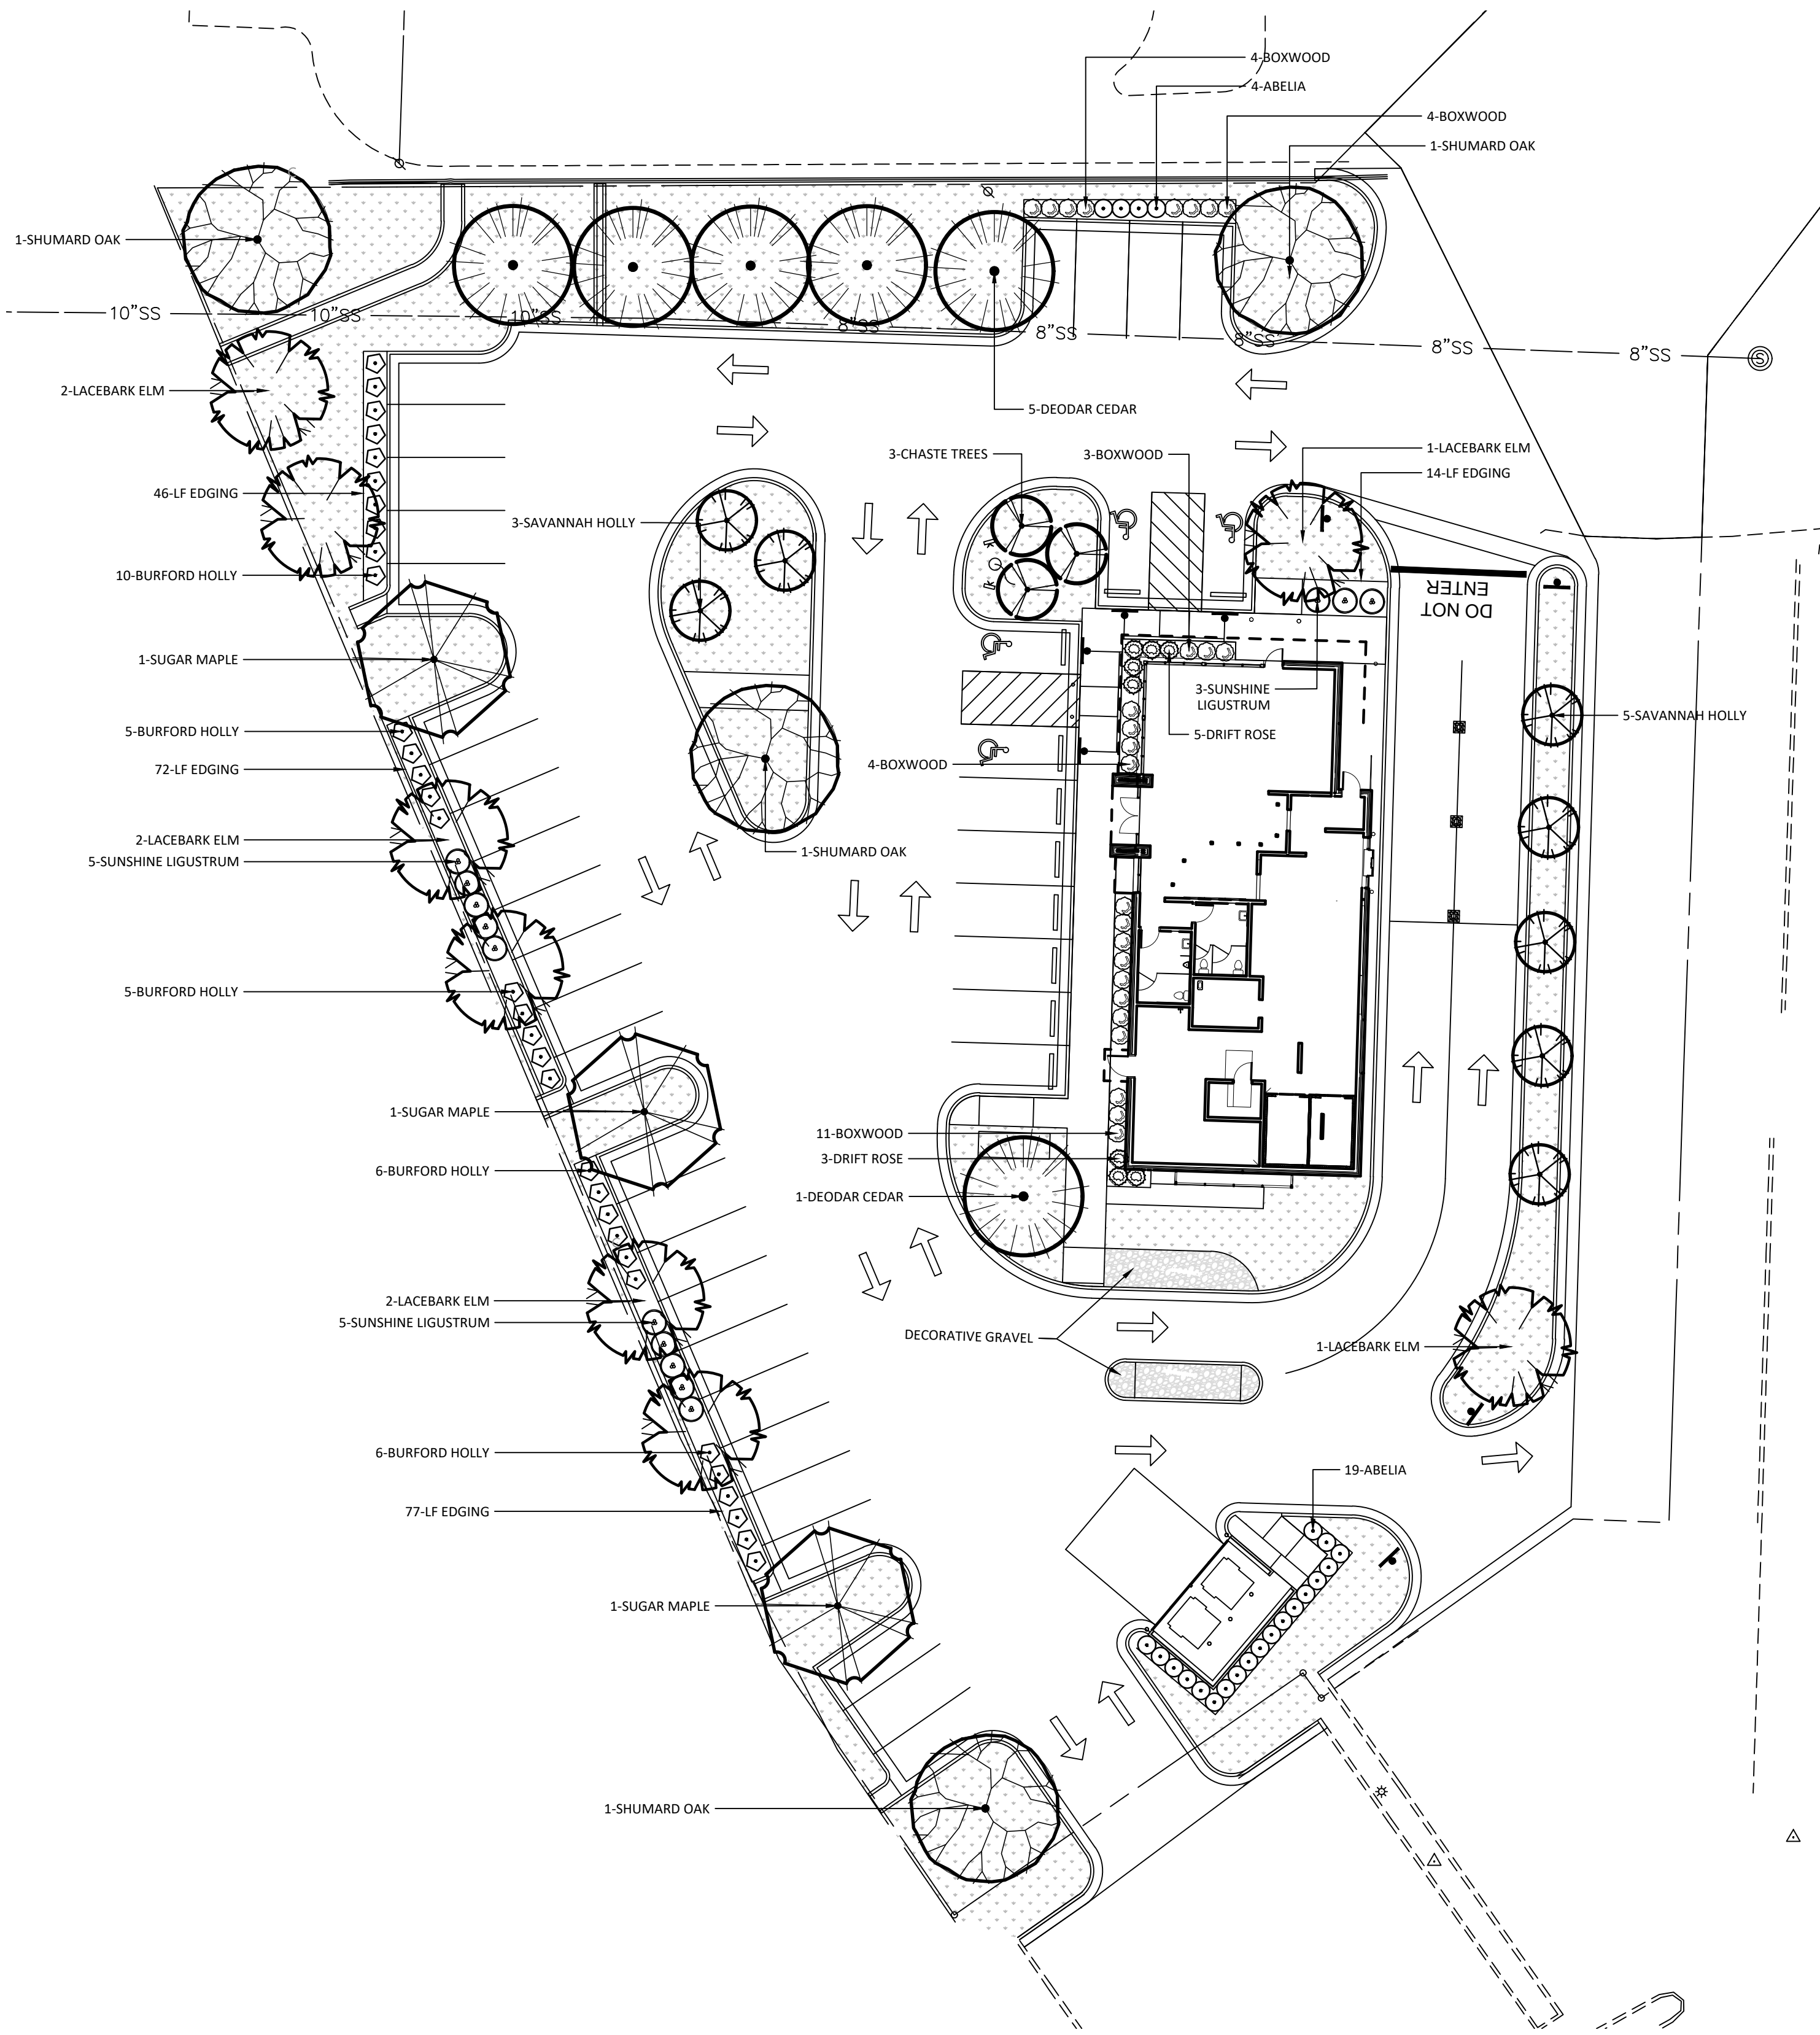 4-BOXWOOD
4-ABELIA
4-BOXWOOD
1-SHUMARD OAK
1-SHUMARD OAK
10"SS
10"SS
10"SS
8"SS
8"SS
8"SS
8"SS
8"SS
S
2-LACEBARK ELM
5-DEODAR CEDAR
3-CHASTE TREES
3-BOXWOOD
1-LACEBARK ELM
14-LF EDGING
46-LF EDGING
3-SAVANNAH HOLLY
10-BURFORD HOLLY
DO NOT
ENTER
1-SUGAR MAPLE
3-SUNSHINE
LIGUSTRUM
5-SAVANNAH HOLLY
5-BURFORD HOLLY
5-DRIFT ROSE
72-LF EDGING
4-BOXWOOD
2-LACEBARK ELM
1-SHUMARD OAK
5-SUNSHINE LIGUSTRUM
5-BURFORD HOLLY
1-SUGAR MAPLE
11-BOXWOOD
3-DRIFT ROSE
6-BURFORD HOLLY
1-DEODAR CEDAR
2-LACEBARK ELM
5-SUNSHINE LIGUSTRUM
DECORATIVE GRAVEL
1-LACEBARK ELM
6-BURFORD HOLLY
19-ABELIA
77-LF EDGING
1-SUGAR MAPLE
1-SHUMARD OAK